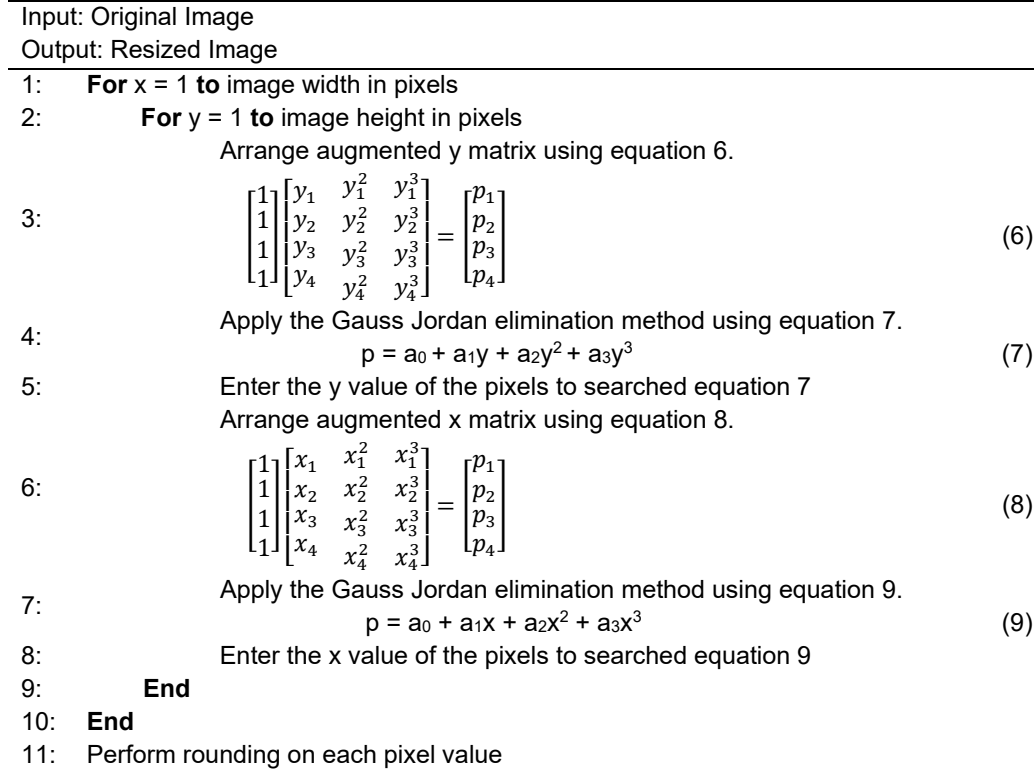 Input: Original Image
Output: Resized Image
1: For x = 1 to image width in pixels
2: For y = 1 to image height in pixels
Arrange augmented y matrix using equation 6.
3: [1 1 1 1] [y₁ y₁² y₁³ y₂ y₂² y₂³ y₃ y₃² y₃³ y₄ y₄² y₄³] = [p₁ p₂ p₃ p₄] (6)
4: Apply the Gauss Jordan elimination method using equation 7.
p = a₀ + a₁y + a₂y² + a₃y³ (7)
5: Enter the y value of the pixels to searched equation 7
Arrange augmented x matrix using equation 8.
6: [1 1 1 1] [x₁ x₁² x₁³ x₂ x₂² x₂³ x₃ x₃² x₃³ x₄ x₄² x₄³] = [p₁ p₂ p₃ p₄] (8)
7: Apply the Gauss Jordan elimination method using equation 9.
p = a₀ + a₁x + a₂x² + a₃x³ (9)
8: Enter the x value of the pixels to searched equation 9
9: End
10: End
11: Perform rounding on each pixel value